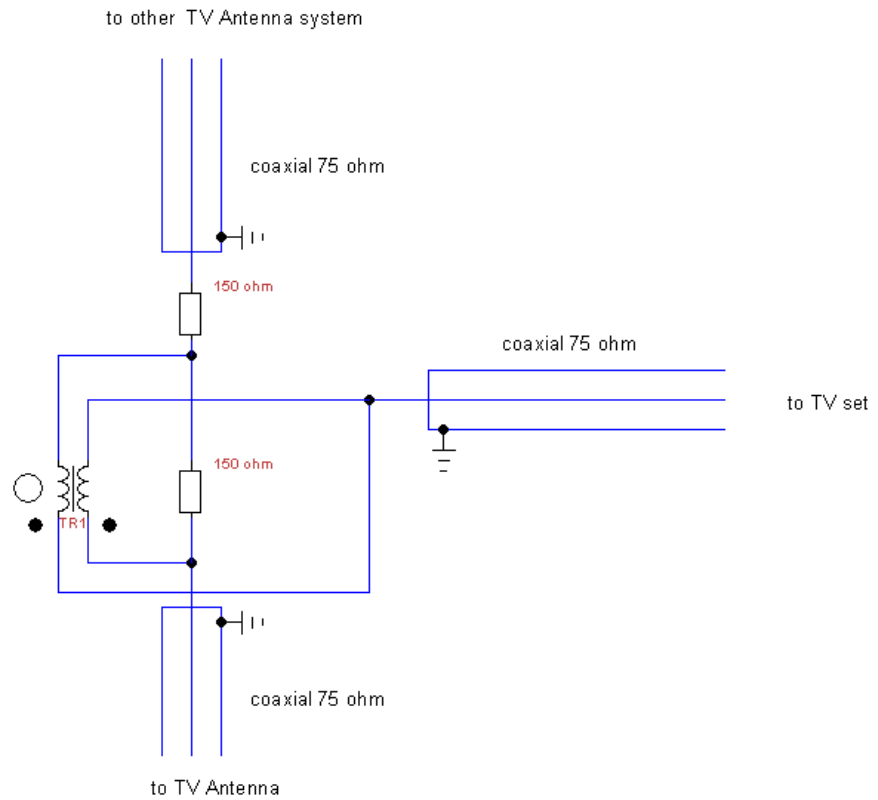 to other TV Antenna system
coaxial 75 ohm
150 ohm
coaxial 75 ohm
to TV set
150 ohm
TR1
coaxial 75 ohm
to TV Antenna